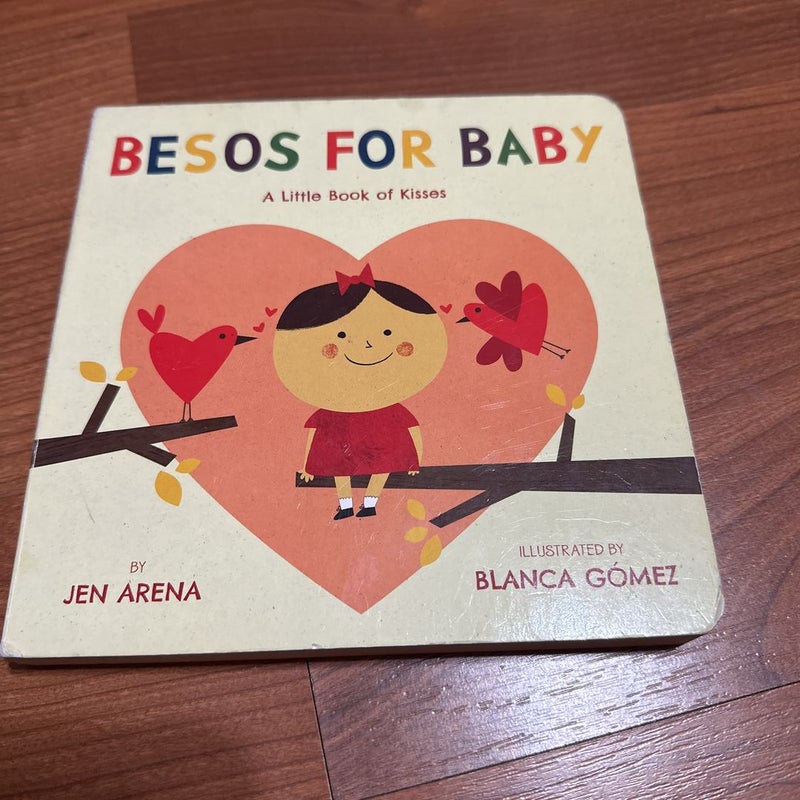 BESOS FOR BABY
A Little Book of Kisses
BY
JEN ARENA
ILLUSTRATED BY
BLANCA GÓMEZ